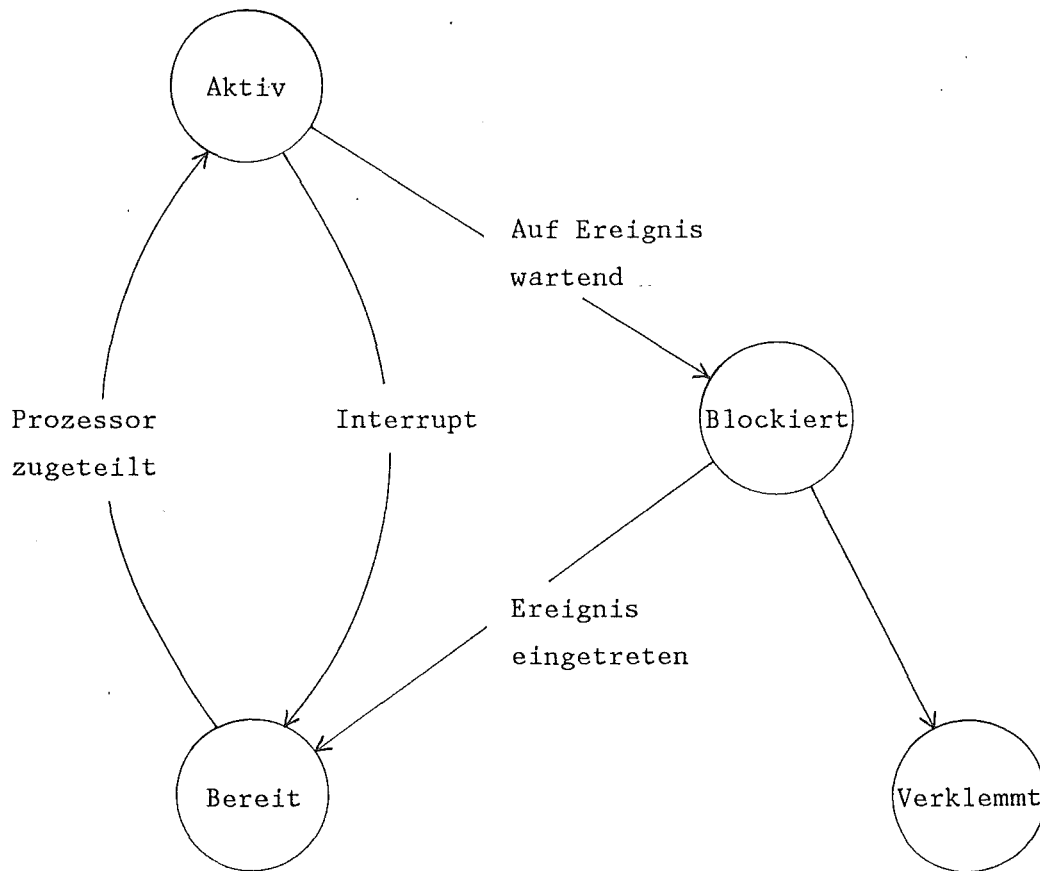 Aktiv
Auf Ereignis
wartend
Prozessor
zugeteilt
Interrupt
Blockiert
Ereignis
eingetreten
Bereit
Verklemmt